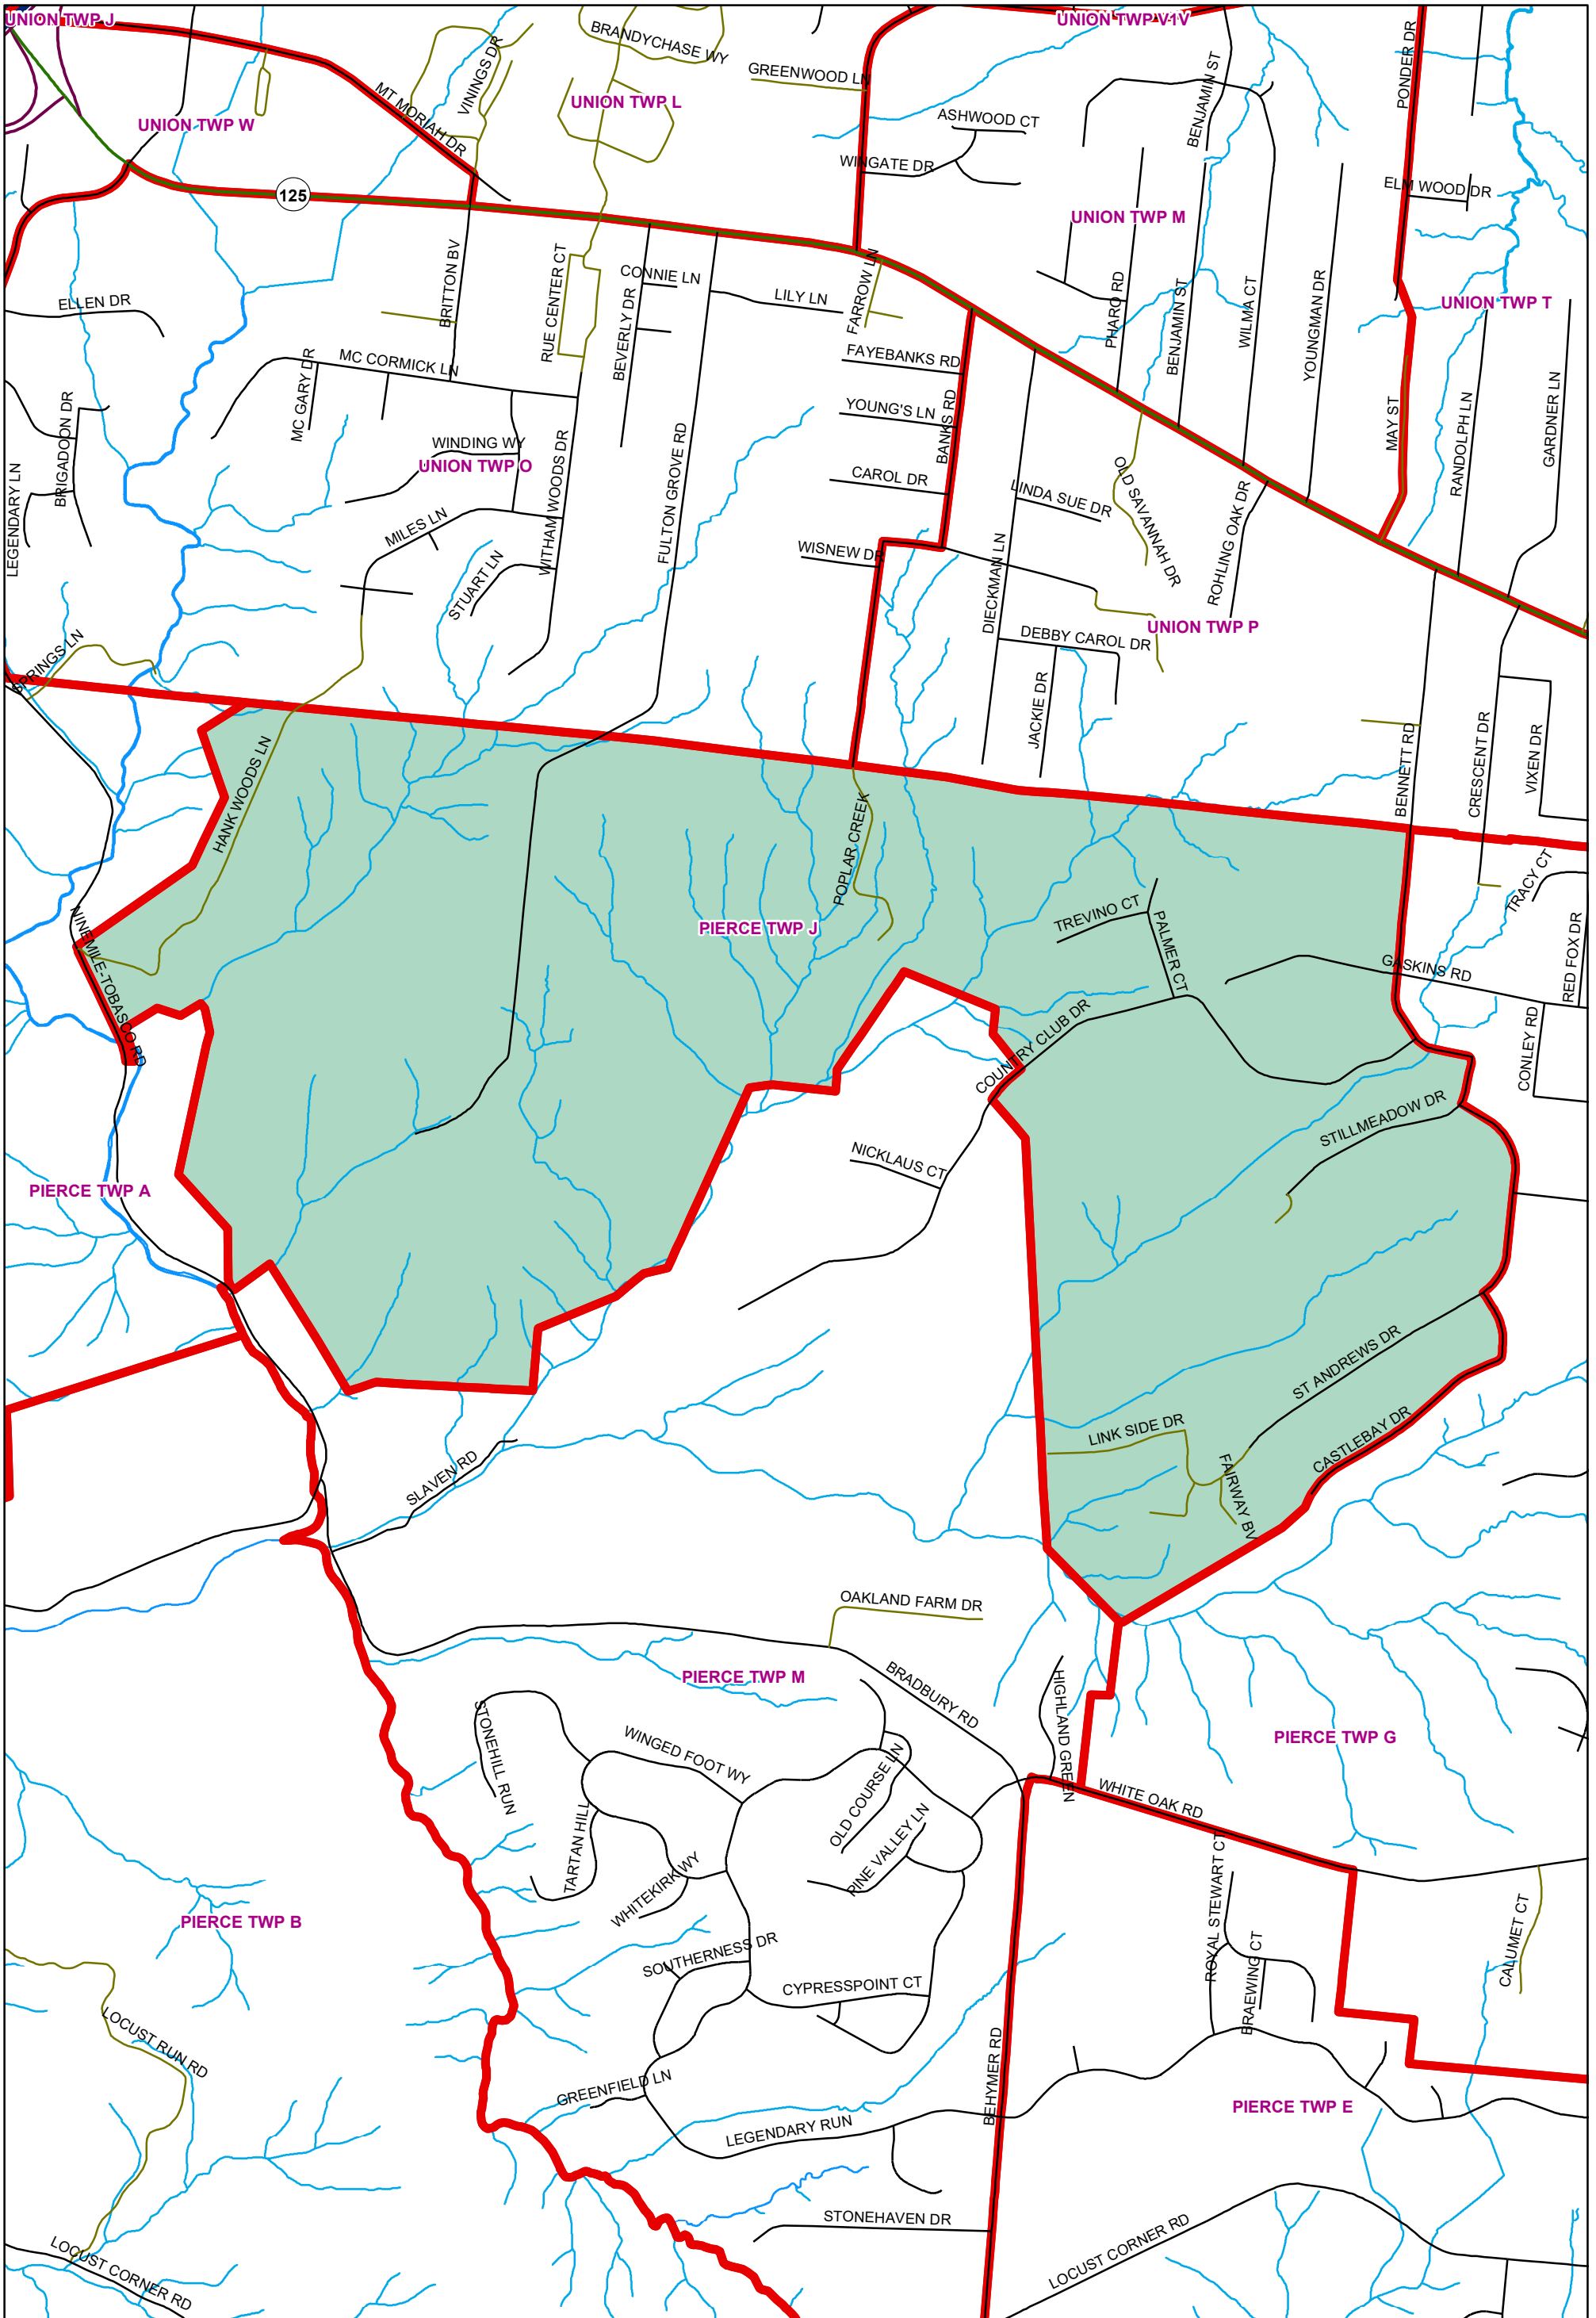 UNION TWP J
UNION TWP V1V
BRANDYCHASE WY
VININGS DR
GREENWOOD LN
BENJAMIN ST
PONDER DR
MT MORIAH DR
UNION TWP L
UNION TWP W
ASHWOOD CT
WINGATE DR
125
ELM WOOD DR
UNION TWP M
BRITTON BV
RUE CENTER CT
CONNIE LN
BEVERLY DR
LILY LN
FARROW LN
PHARO RD
BENJAMIN ST
WILMA CT
YOUNGMAN DR
UNION TWP T
ELLEN DR
MC GARY DR
MC CORMICK LN
FAYEBANKS RD
YOUNG'S LN
BANKS RD
MAY ST
RANDOLPH LN
GARDNER LN
LEGENDARY LN
BRIGADOON DR
WINDING WY
UNION TWP O
WITHAM WOODS DR
FULTON GROVE RD
CAROL DR
LINDA SUE DR
OLD SAVANNAH DR
ROHLING OAK DR
MILES LN
STUART LN
WISNEW DR
DIECKMAN LN
UNION TWP P
DEBBY CAROL DR
SPRINGS LN
JACKIE DR
BENNETT RD
CRESCENT DR
VIXEN DR
HANK WOODS LN
POPLAR CREEK
TRACY CT
NINEMILE-TOBASCO RD
PIERCE TWP J
TREVINO CT
PALMER CT
GASKINS RD
RED FOX DR
COUNTRY CLUB DR
CONLEY RD
STILLMEADOW DR
NICKLAUS CT
PIERCE TWP A
ST ANDREWS DR
LINK SIDE DR
CASTLEBAY DR
FAIRWAY BV
SLAVEN RD
OAKLAND FARM DR
PIERCE TWP M
BRADBURY RD
HIGHLAND GREEN
PIERCE TWP G
STONEHILL RUN
WINGED FOOT WY
OLD COURSE LN
WHITE OAK RD
TARTAN HILL
PINE VALLEY LN
WHITEKIRK WY
ROYAL STEWART CT
PIERCE TWP B
SOUTHERNESS DR
CYPRESSPOINT CT
BRAEWING CT
CALUMET CT
LOCUST RUN RD
BEHYMER RD
GREENFIELD LN
PIERCE TWP E
LEGENDARY RUN
STONEHAVEN DR
LOCUST CORNER RD
LOCUST CORNER RD